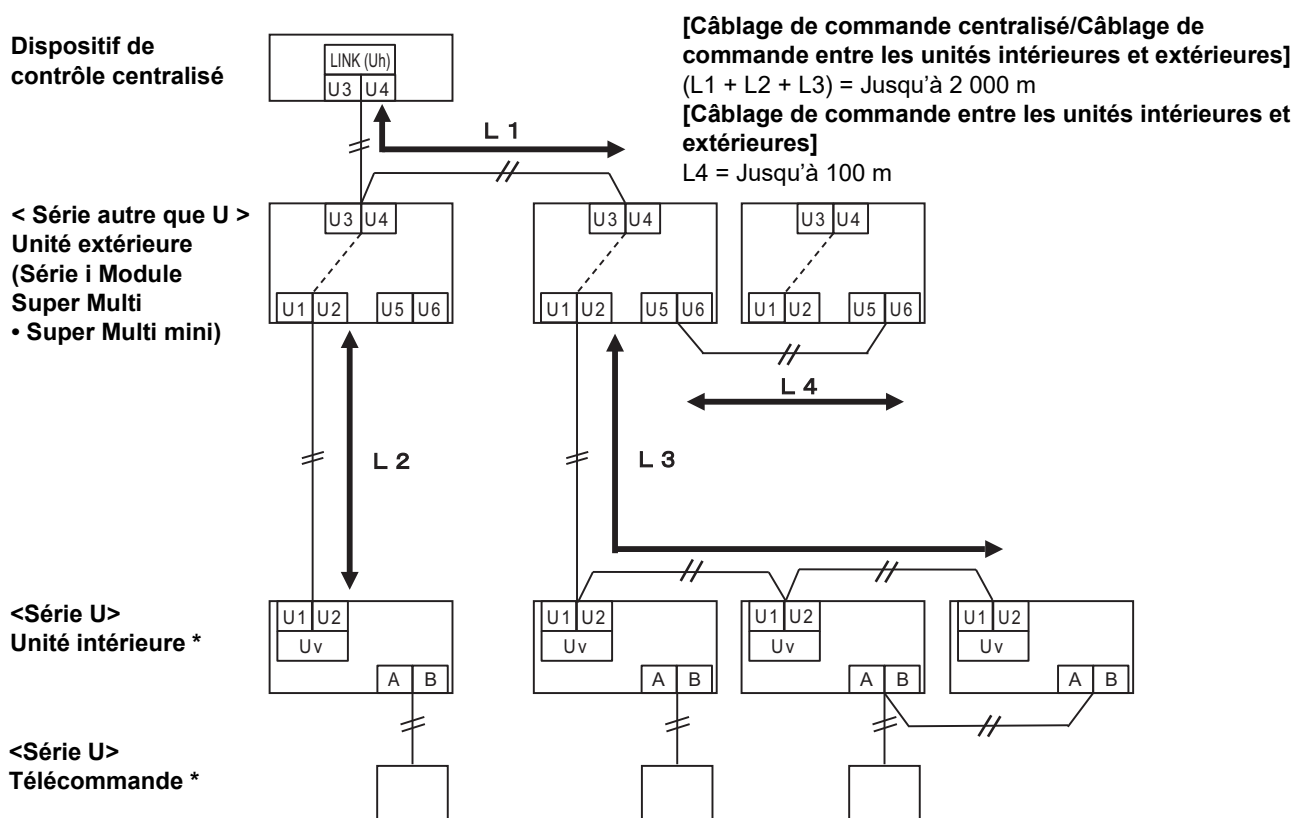 Dispositif de
contrôle centralisé
LINK (Uh)
U3 U4
[Câblage de commande centralisé/Câblage de
commande entre les unités intérieures et extérieures]
(L1 + L2 + L3) = Jusqu'à 2 000 m
[Câblage de commande entre les unités intérieures et
extérieures]
L4 = Jusqu'à 100 m
L 1
< Série autre que U >
Unité extérieure
(Série i Module
Super Multi
• Super Multi mini)
U3 U4
U3 U4
U3 U4
U1 U2 U5 U6
U1 U2 U5 U6
U1 U2 U5 U6
L 4
L 2
L 3
<Série U>
Unité intérieure *
U1 U2
Uv
A B
U1 U2
Uv
A B
U1 U2
Uv
A B
U1 U2
Uv
A B
<Série U>
Télécommande *